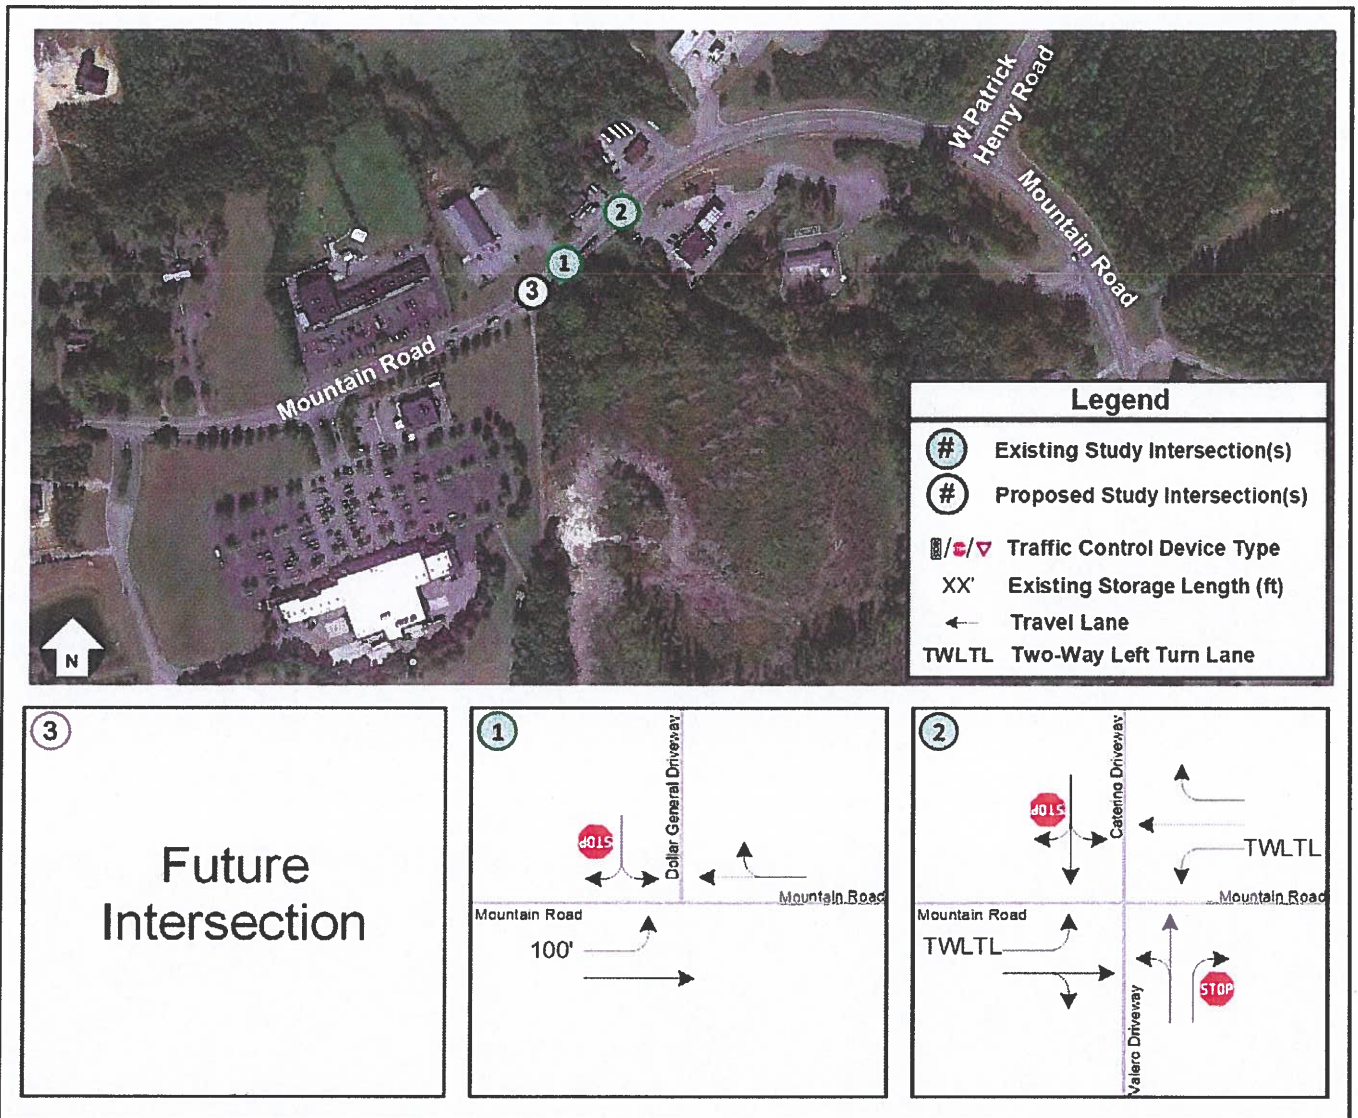 W Patrick
Henry Road
Mountain Road
2
1
3
Mountain Road
N
Legend
# Existing Study Intersection(s)
# Proposed Study Intersection(s)
/STOP/ Traffic Control Device Type
XX' Existing Storage Length (ft)
Travel Lane
TWLTL Two-Way Left Turn Lane
3
Future
Intersection
1
Dollar General Driveway
STOP
Mountain Road
Mountain Road
100'
2
Caterino Driveway
STOP
TWLTL
Mountain Road
Mountain Road
TWLTL
STOP
Valero Driveway